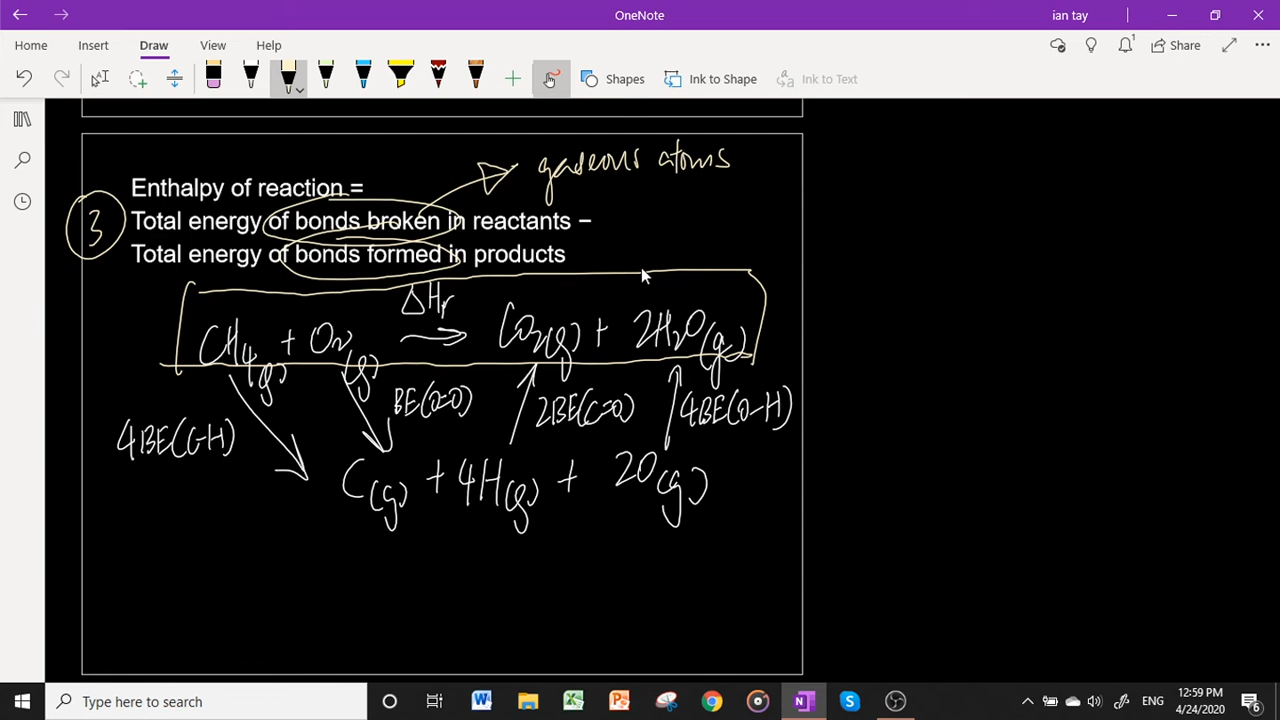 OneNote
ian tay
Home Insert Draw View Help
Share
Shapes
Ink to Shape
Ink to Text
gaseous atoms
Enthalpy of reaction =
3
Total energy of bonds broken in reactants −
Total energy of bonds formed in products
ΔHr
CH4(g) + O2(g) → CO2(g) + 2H2O(g)
4BE(C-H)
BE(O=O)
2BE(C=O)
4BE(O-H)
C(g) + 4H(g) + 2O(g)
Type here to search
ENG
12:59 PM
4/24/2020
6